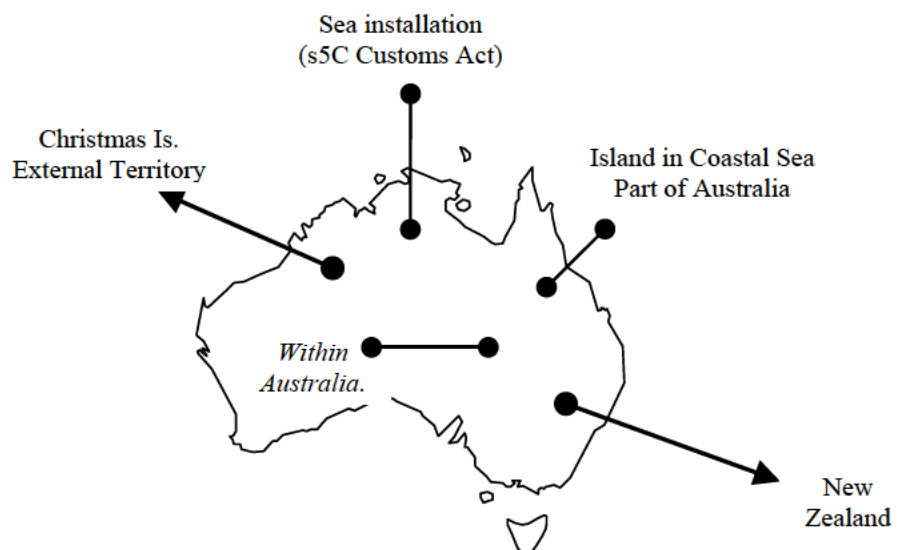 Sea installation
(s5C Customs Act)
Christmas Is.
External Territory
Island in Coastal Sea
Part of Australia
Within
Australia.
New
Zealand